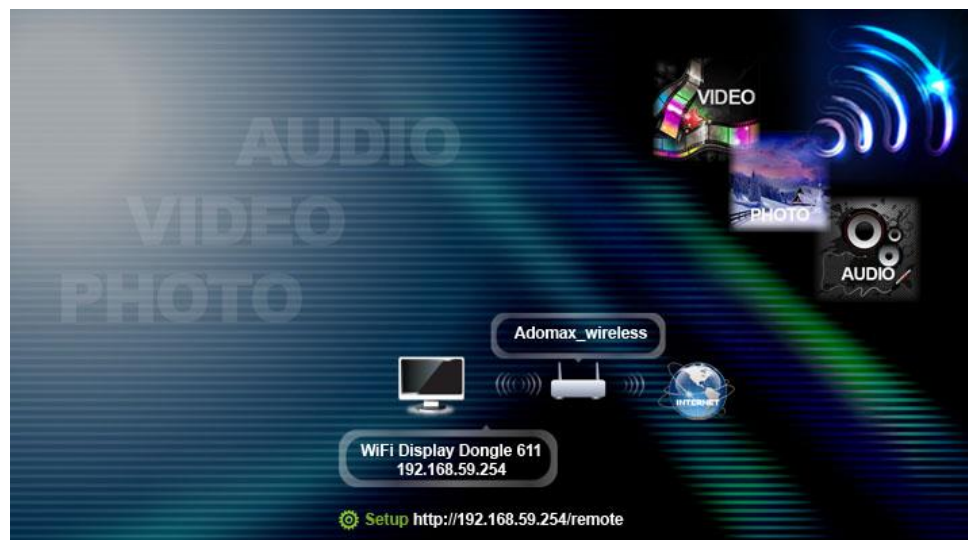 AUDIO
VIDEO
PHOTO
VIDEO
PHOTO
AUDIO
Adomax_wireless
INTERNET
WiFi Display Dongle 611
192.168.59.254
Setup http://192.168.59.254/remote